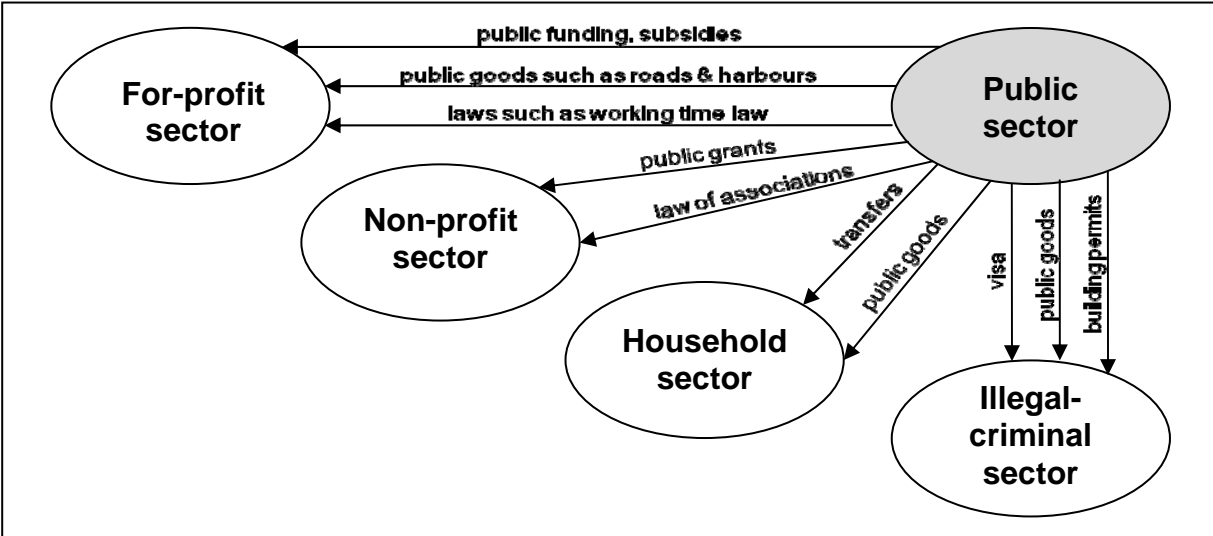 public funding, subsidies
For-profit
sector
public goods such as roads & harbours
laws such as working time law
Public
sector
public grants
law of associations
Non-profit
sector
transfers
public goods
Household
sector
visa
public goods
building permits
Illegal-
criminal
sector